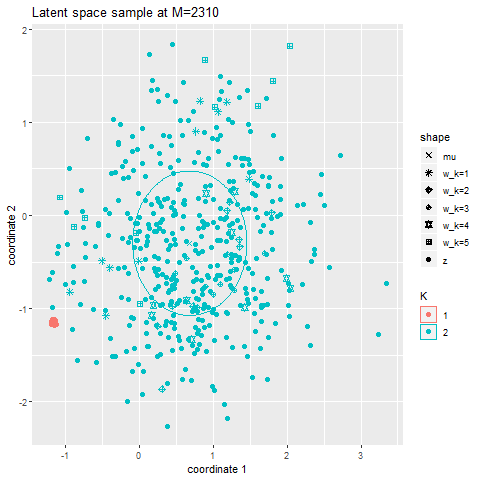 Latent space sample at M=2310
2
1
0
-1
-2
coordinate 2
-1
0
1
2
3
coordinate 1
shape
mu
w_k=1
w_k=2
w_k=3
w_k=4
w_k=5
z
K
1
2